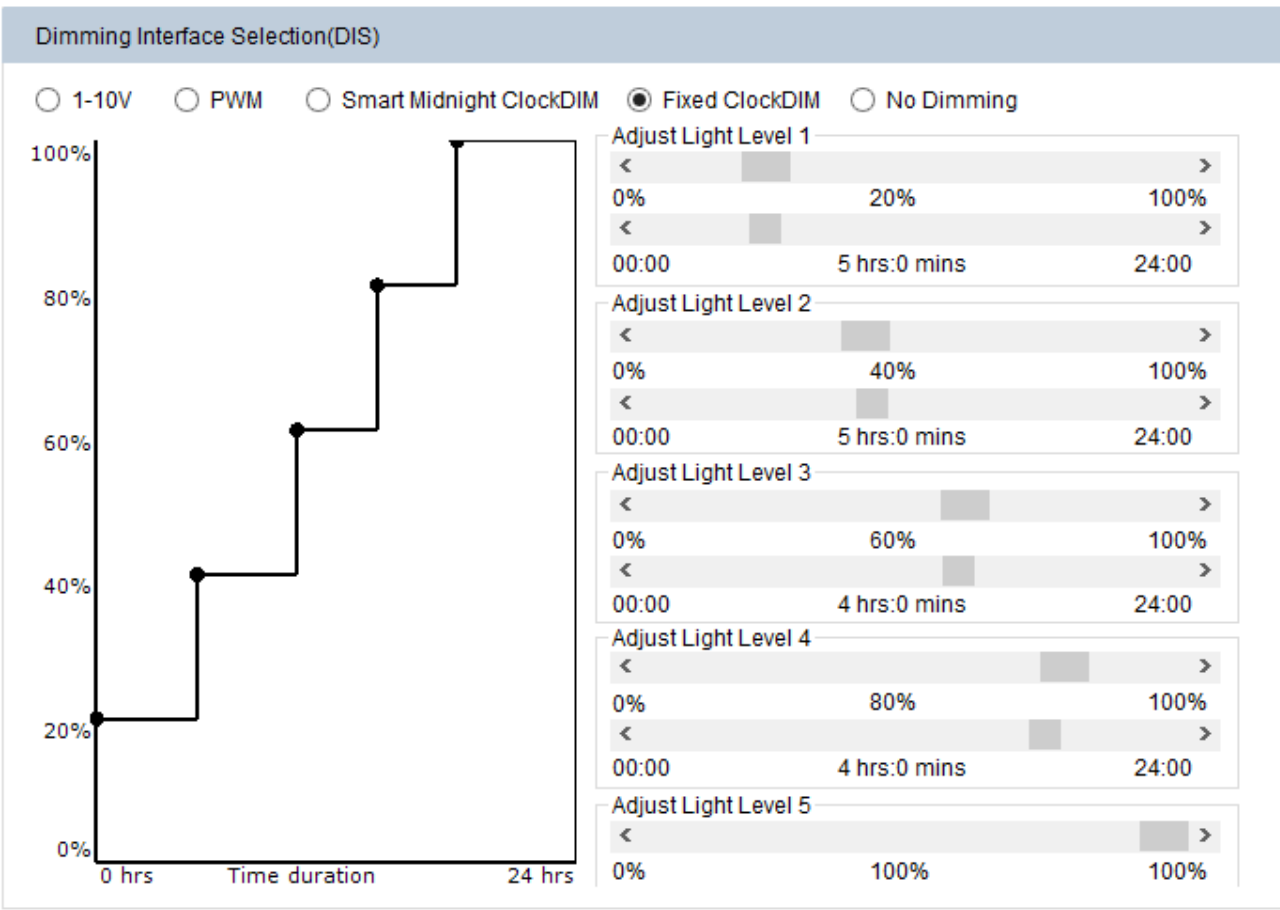 Dimming Interface Selection(DIS)
1-10V PWM Smart Midnight ClockDIM Fixed ClockDIM No Dimming
100%
80%
60%
40%
20%
0%
0 hrs Time duration 24 hrs
Adjust Light Level 1
0% 20% 100%
00:00 5 hrs:0 mins 24:00
Adjust Light Level 2
0% 40% 100%
00:00 5 hrs:0 mins 24:00
Adjust Light Level 3
0% 60% 100%
00:00 4 hrs:0 mins 24:00
Adjust Light Level 4
0% 80% 100%
00:00 4 hrs:0 mins 24:00
Adjust Light Level 5
0% 100% 100%